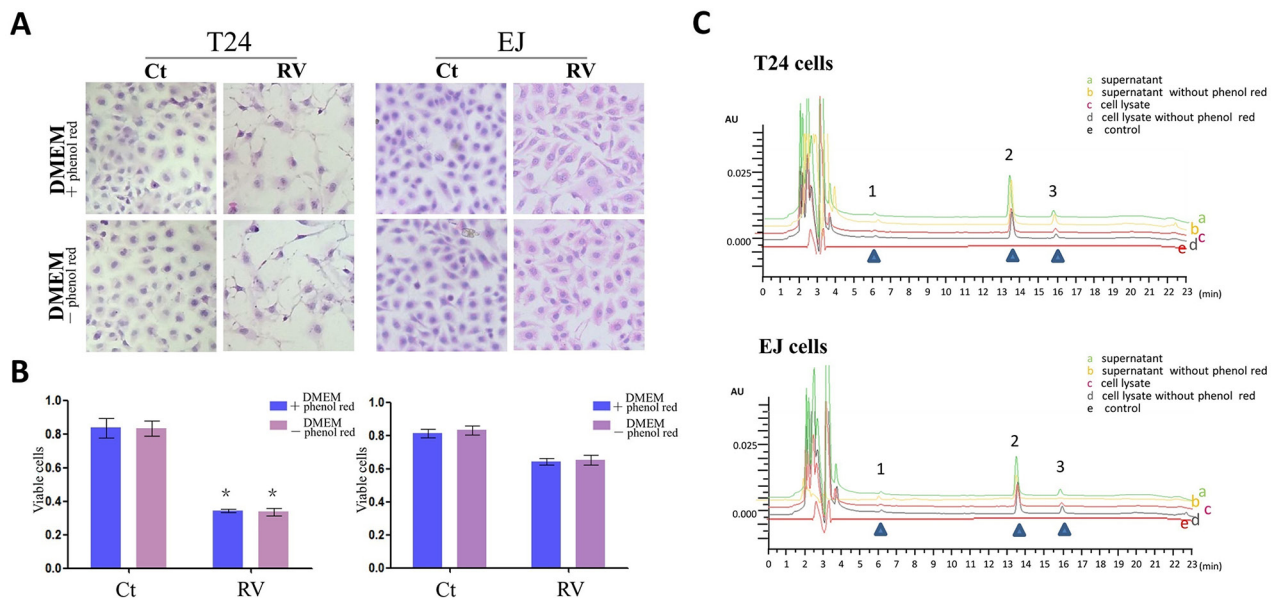 A
T24
EJ
Ct
RV
Ct
RV
DMEM
+ phenol red
DMEM
− phenol red
B
Viable cells
1.0
0.8
0.6
0.4
0.2
0.0
DMEM
+ phenol red
DMEM
− phenol red
* *
Ct
RV
Viable cells
1.0
0.8
0.6
0.4
0.2
0.0
DMEM
+ phenol red
DMEM
− phenol red
Ct
RV
C
T24 cells
a supernatant
b supernatant without phenol red
c cell lysate
d cell lysate without phenol red
e control
AU
0.025
0.000
1
2
3
a
b
c
d
e
0 1 2 3 4 5 6 7 8 9 10 11 12 13 14 15 16 17 18 19 20 21 22 23 (min)
EJ cells
a supernatant
b supernatant without phenol red
c cell lysate
d cell lysate without phenol red
e control
AU
0.025
0.000
1
2
3
a
b
c
d
e
0 1 2 3 4 5 6 7 8 9 10 11 12 13 14 15 16 17 18 19 20 21 22 23 (min)